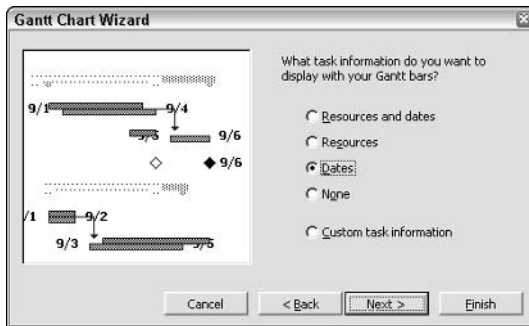 Gantt Chart Wizard
What task information do you want to
display with your Gantt bars?
Resources and dates
Resources
Dates
None
Custom task information
9/1 9/4
9/6
9/6
/1 9/2
9/3
Cancel < Back Next > Finish